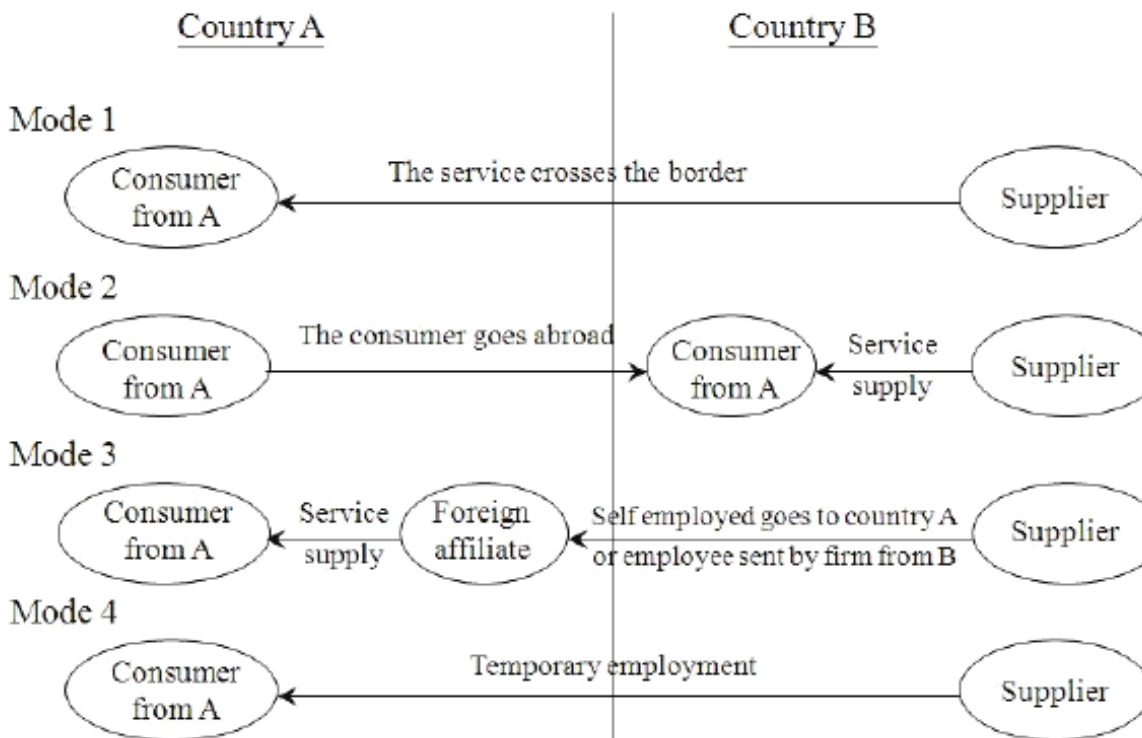 Country A
Country B
Mode 1
Consumer
from A
The service crosses the border
Supplier
Mode 2
Consumer
from A
The consumer goes abroad
Consumer
from A
Service
supply
Supplier
Mode 3
Consumer
from A
Service
supply
Foreign
affiliate
Self employed goes to country A
or employee sent by firm from B
Supplier
Mode 4
Consumer
from A
Temporary employment
Supplier